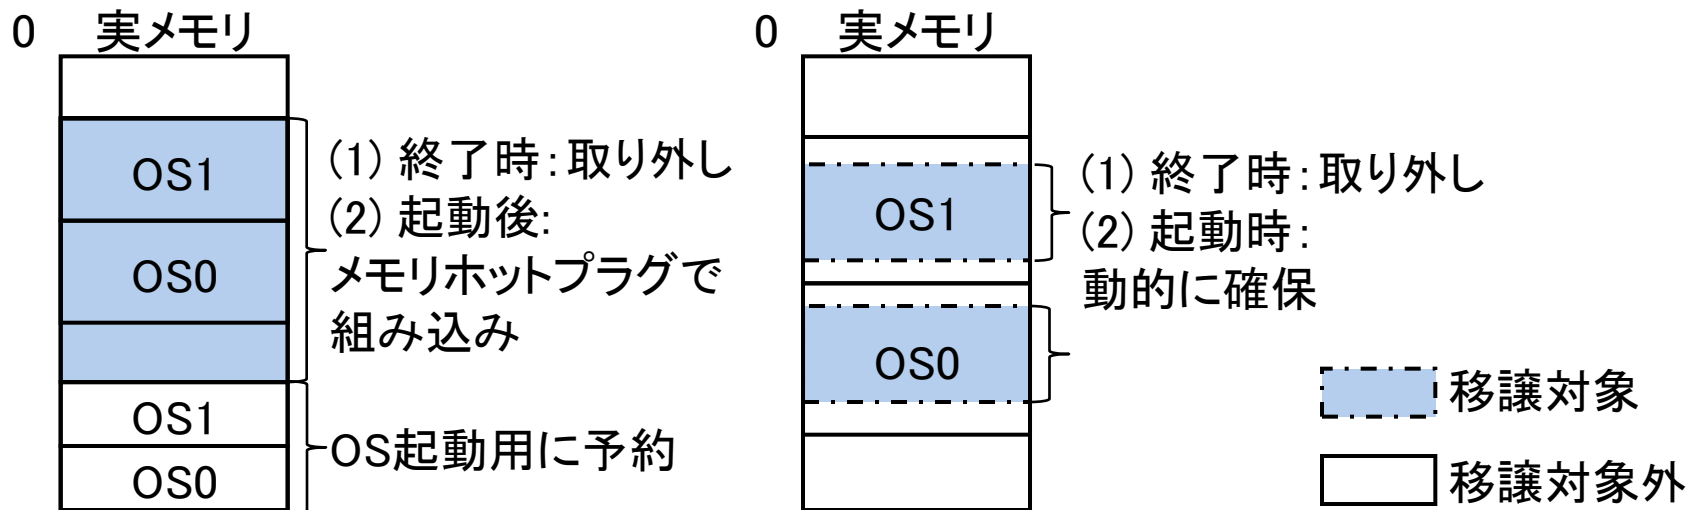 0 実メモリ
OS1
OS0
OS1
OS0
(1) 終了時:取り外し
(2) 起動後:
メモリホットプラグで
組み込み
OS起動用に予約
0 実メモリ
OS1
OS0
(1) 終了時:取り外し
(2) 起動時:
動的に確保
移譲対象
移譲対象外